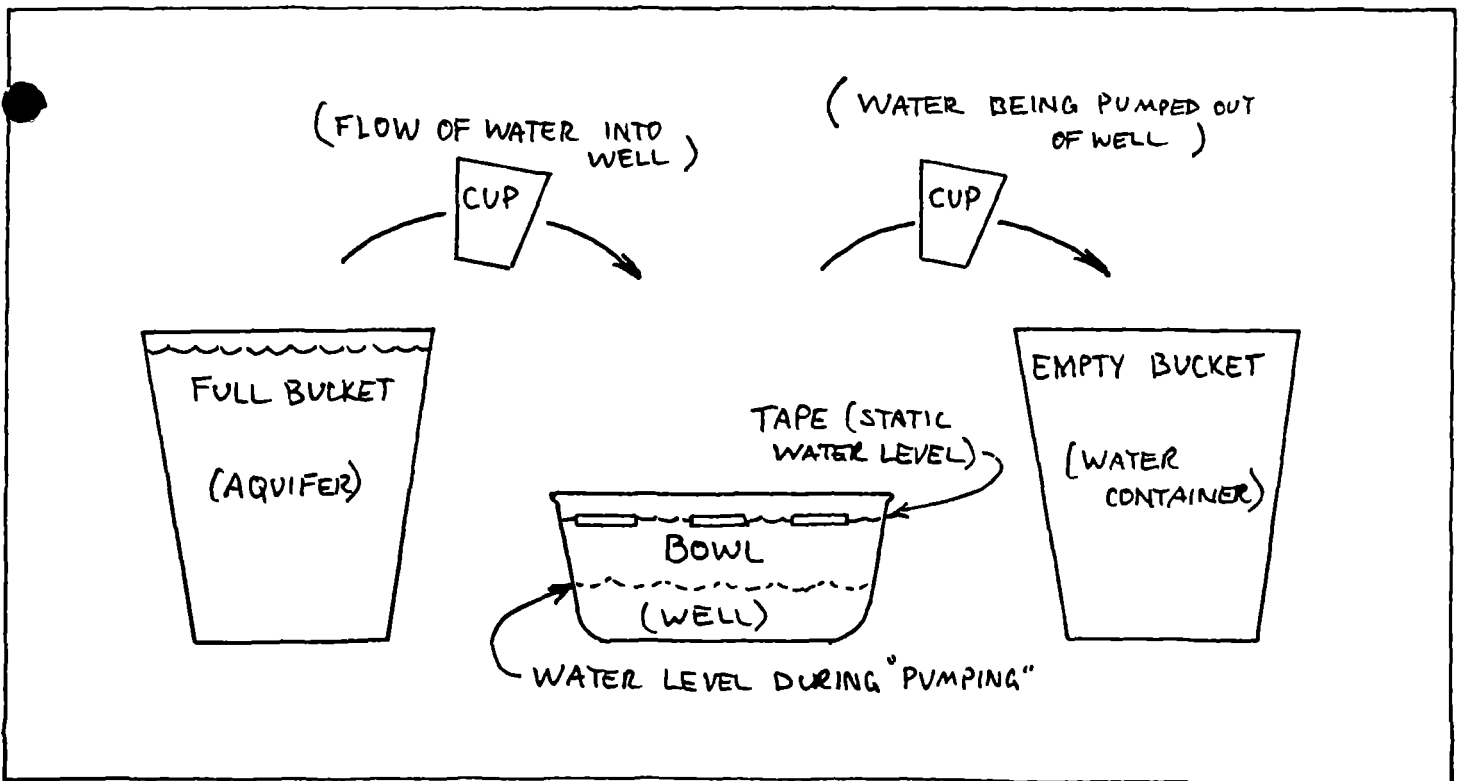 (FLOW OF WATER INTO
WELL)
CUP
(WATER BEING PUMPED OUT
OF WELL)
CUP
FULL BUCKET
(AQUIFER)
TAPE (STATIC
WATER LEVEL)
BOWL
(WELL)
EMPTY BUCKET
(WATER
CONTAINER)
WATER LEVEL DURING "PUMPING"